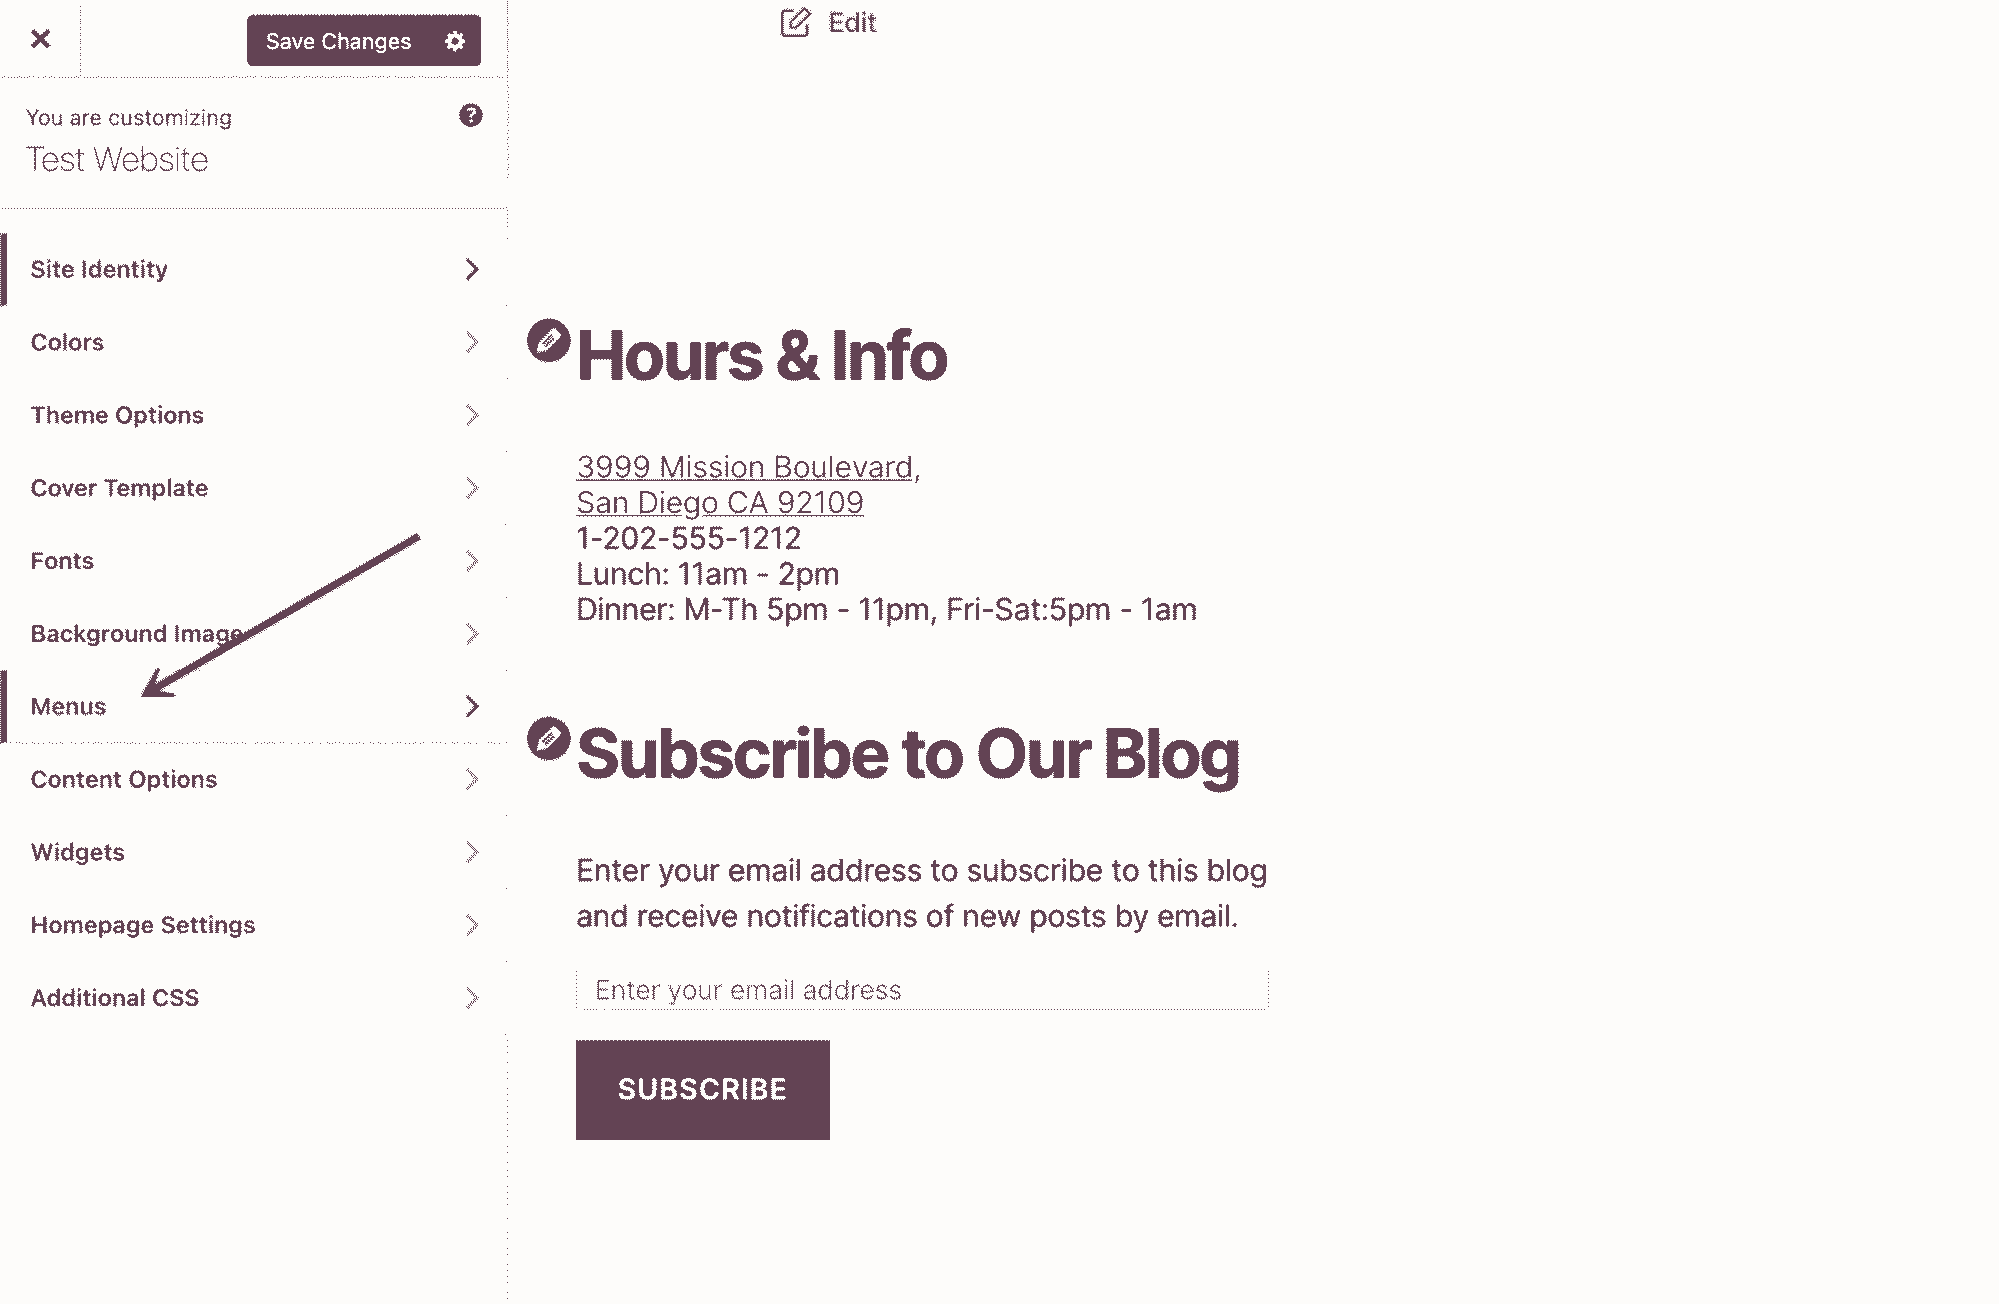 Save Changes
You are customizing
Test Website
Site Identity
Colors
Theme Options
Cover Template
Fonts
Background Image
Menus
Content Options
Widgets
Homepage Settings
Additional CSS
Edit
Hours & Info
3999 Mission Boulevard,
San Diego CA 92109
1-202-555-1212
Lunch: 11am - 2pm
Dinner: M-Th 5pm - 11pm, Fri-Sat:5pm - 1am
Subscribe to Our Blog
Enter your email address to subscribe to this blog
and receive notifications of new posts by email.
Enter your email address
SUBSCRIBE